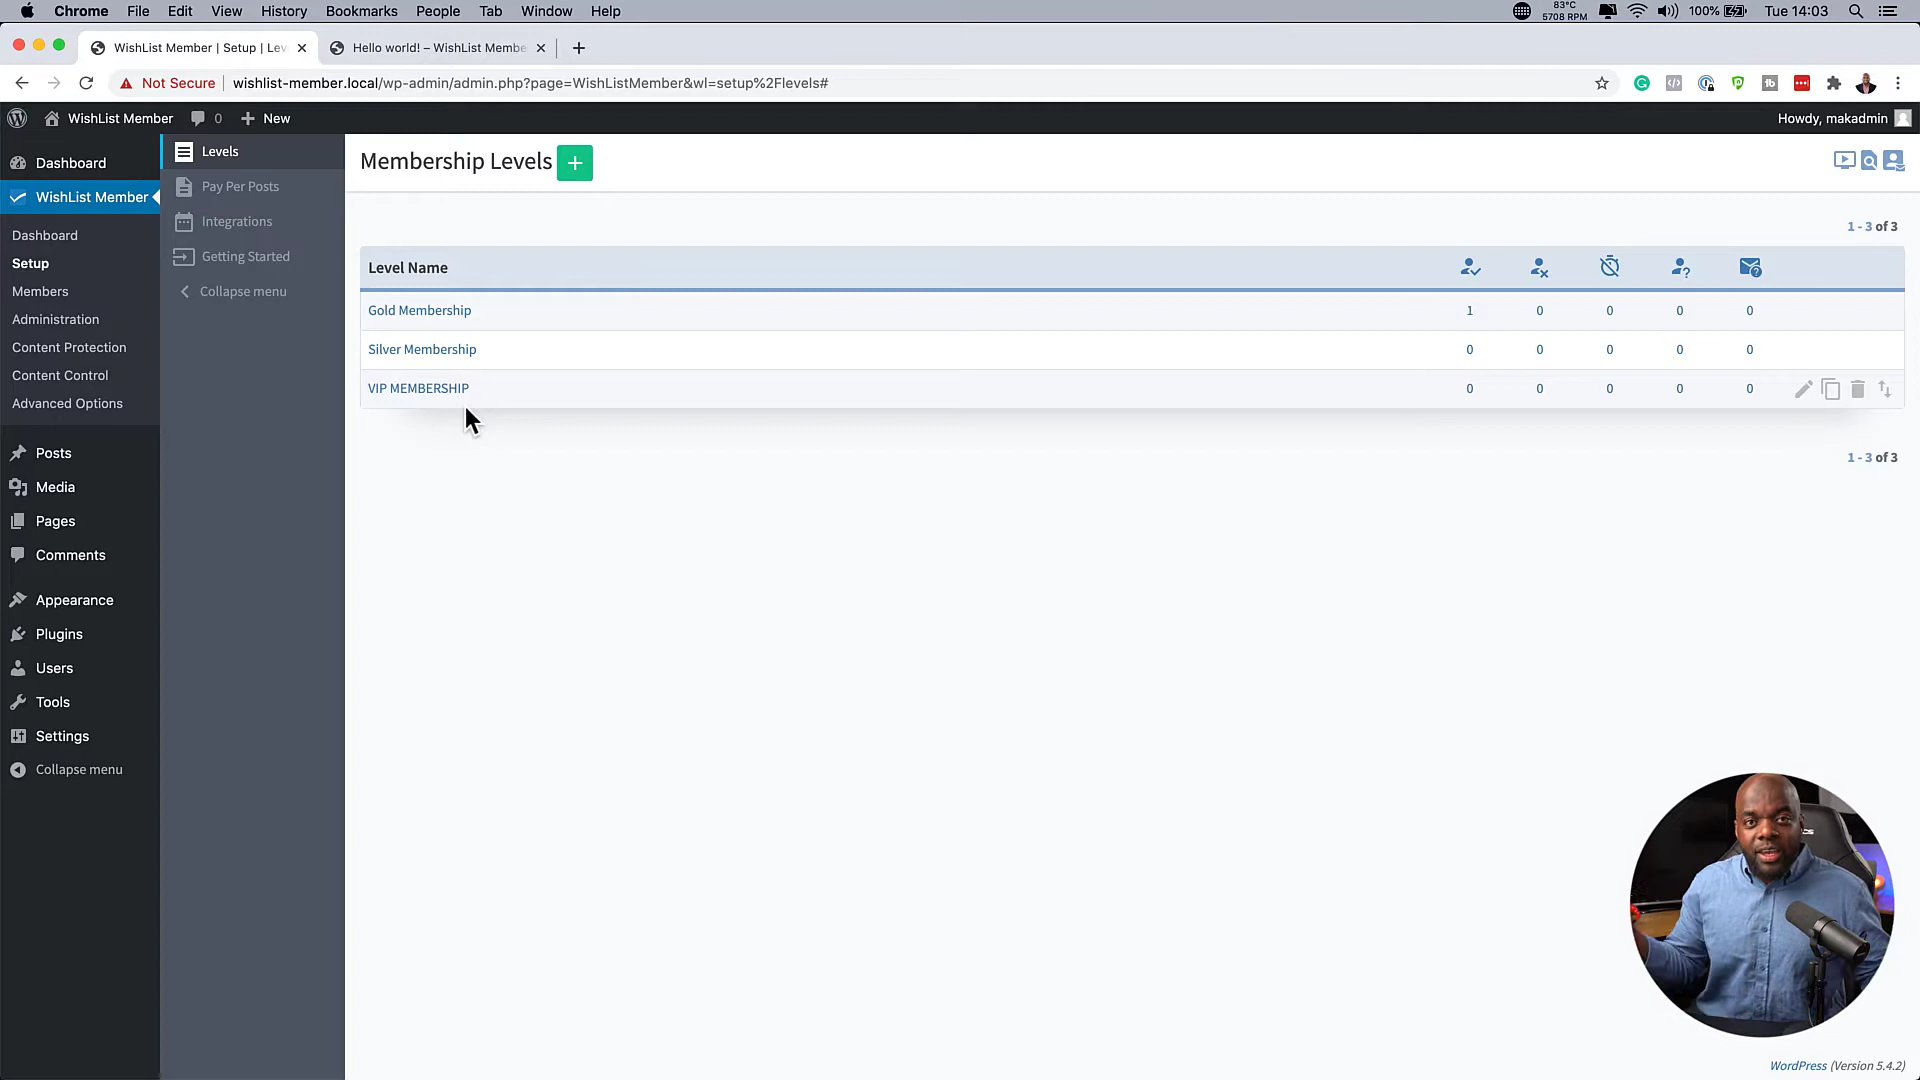 Chrome File Edit View History Bookmarks People Tab Window Help
83°C
5708 RPM
100% Tue 14:03
WishList Member | Setup | Lev
Hello world! – WishList Membe
Not Secure wishlist-member.local/wp-admin/admin.php?page=WishListMember&wl=setup%2Flevels#
WishList Member 0 New
Howdy, makadmin
Dashboard
WishList Member
Dashboard
Setup
Members
Administration
Content Protection
Content Control
Advanced Options
Posts
Media
Pages
Comments
Appearance
Plugins
Users
Tools
Settings
Collapse menu
Levels
Pay Per Posts
Integrations
Getting Started
Collapse menu
Membership Levels +
1 - 3 of 3
Level Name
Gold Membership 1 0 0 0 0
Silver Membership 0 0 0 0 0
VIP MEMBERSHIP 0 0 0 0 0
1 - 3 of 3
WordPress (Version 5.4.2)